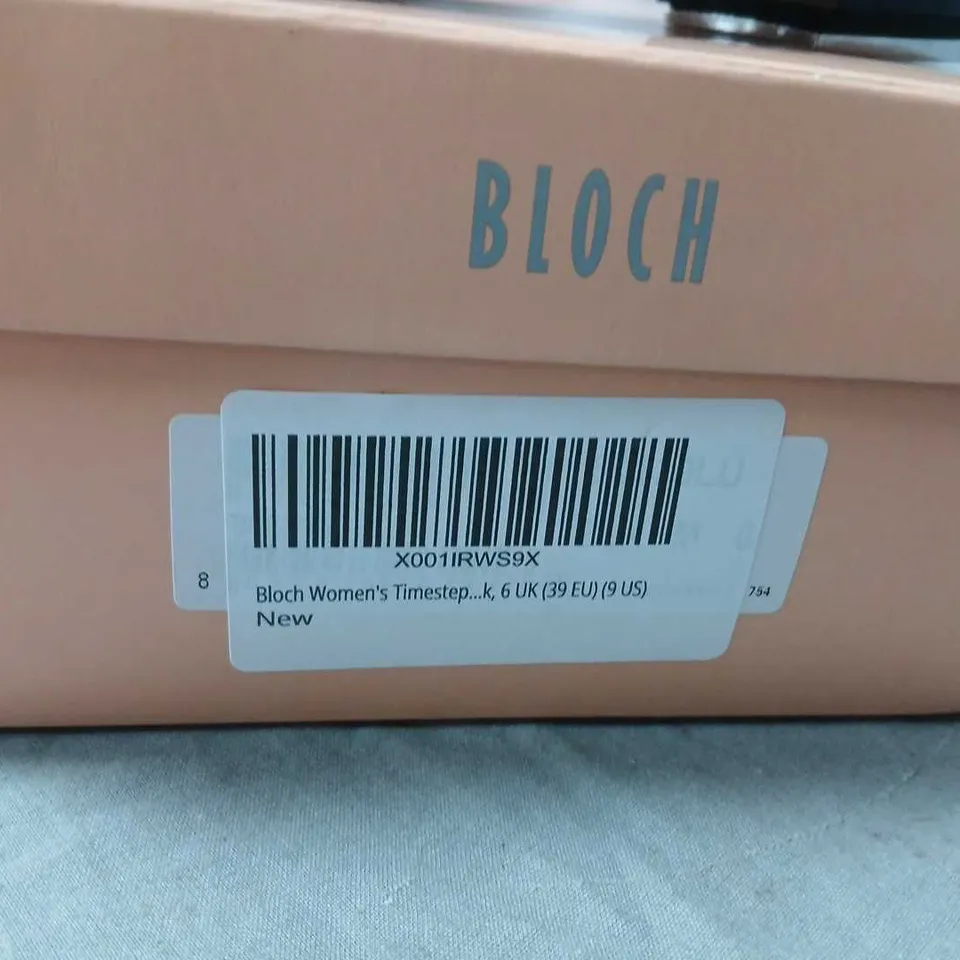 BLOCH
X001IRWS9X
8
Bloch Women's Timestep...k, 6 UK (39 EU) (9 US)
754
New